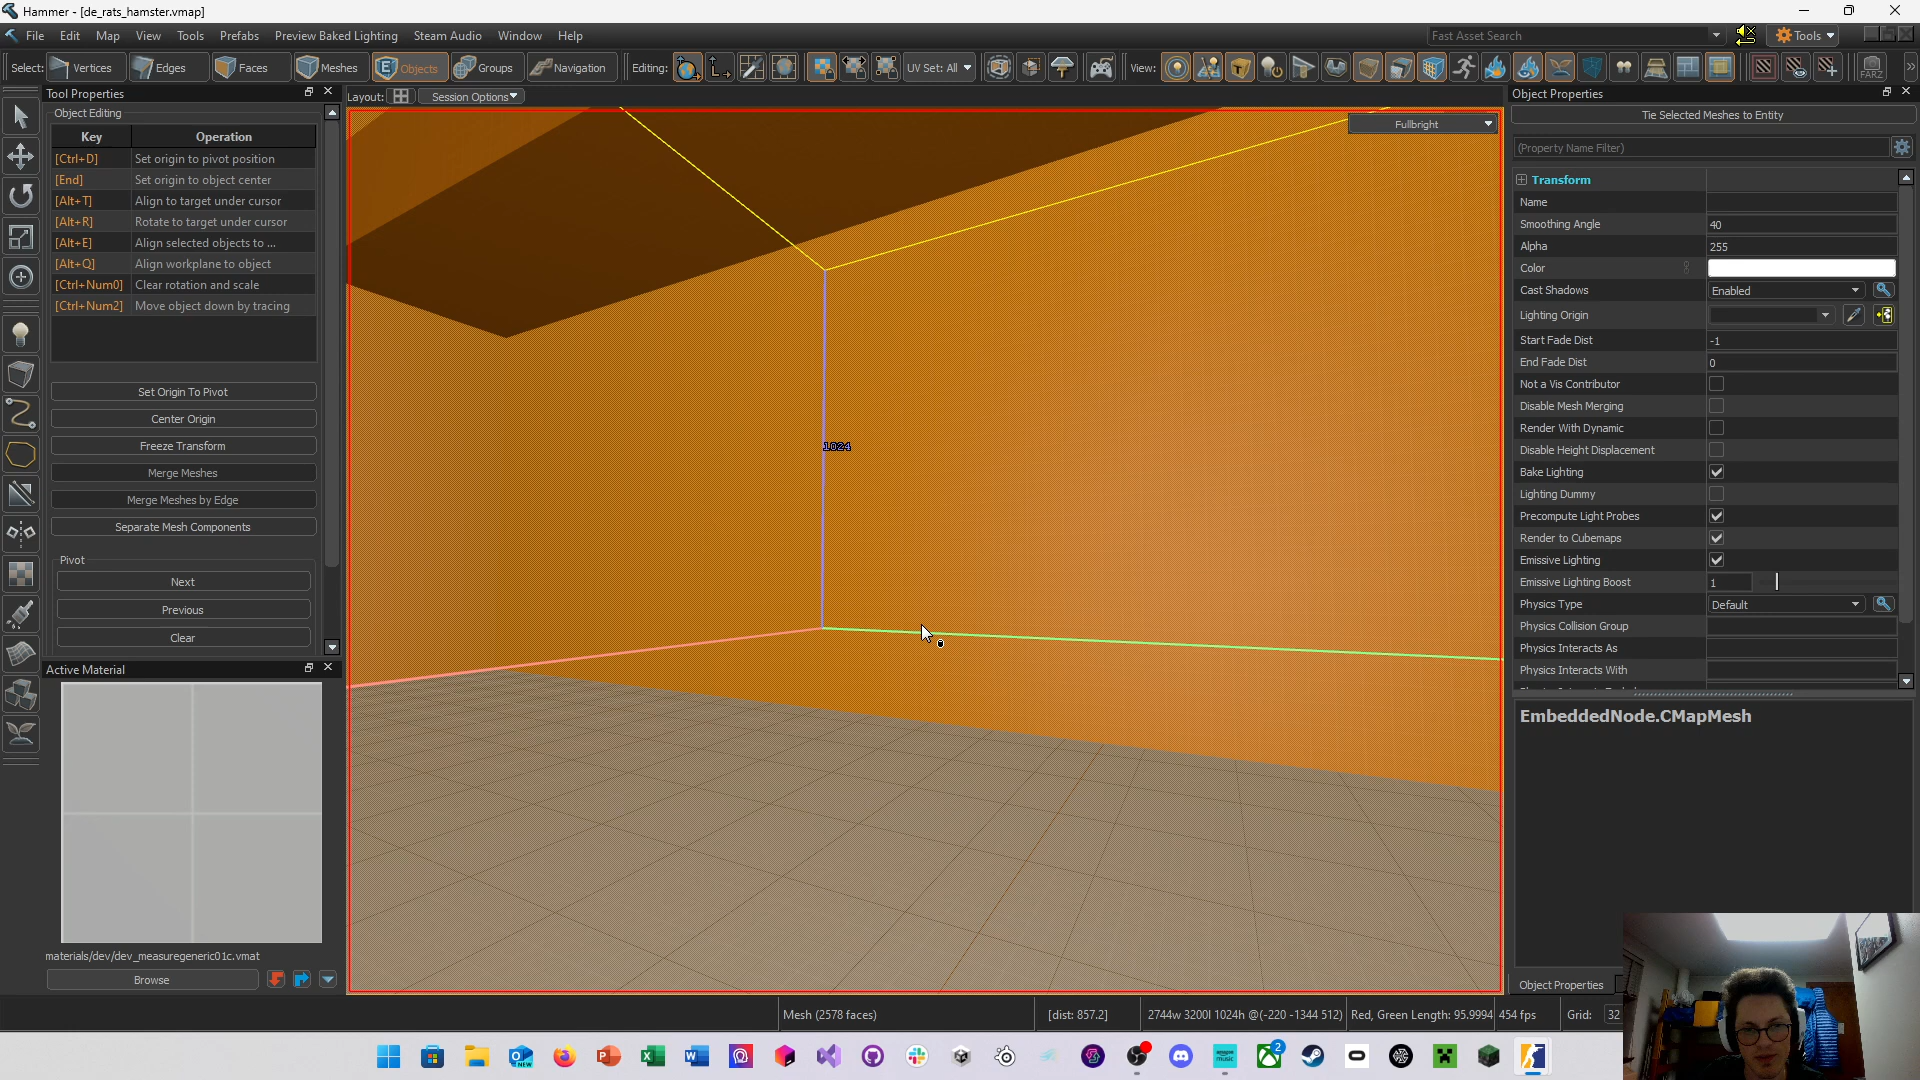 Hammer - [de_rats_hamster.vmap]
File Edit Map View Tools Prefabs Preview Baked Lighting Steam Audio Window Help
Fast Asset Search
Tools
Select: Vertices Edges Faces Meshes Objects Groups Navigation Editing: UV Set: All View:
FARZ
Tool Properties
Layout: Session Options
Object Properties
Object Editing
Key Operation
[Ctrl+D] Set origin to pivot position
[End] Set origin to object center
[Alt+T] Align to target under cursor
[Alt+R] Rotate to target under cursor
[Alt+E] Align selected objects to ...
[Alt+Q] Align workplane to object
[Ctrl+Num0] Clear rotation and scale
[Ctrl+Num2] Move object down by tracing
Set Origin To Pivot
Center Origin
Freeze Transform
Merge Meshes
Merge Meshes by Edge
Separate Mesh Components
Pivot
Next
Previous
Clear
Active Material
materials/dev/dev_measuregeneric01c.vmat
Browse
Fullbright
1024
Tie Selected Meshes to Entity
(Property Name Filter)
Transform
Name
Smoothing Angle 40
Alpha 255
Color
Cast Shadows Enabled
Lighting Origin
Start Fade Dist -1
End Fade Dist 0
Not a Vis Contributor
Disable Mesh Merging
Render With Dynamic
Disable Height Displacement
Bake Lighting
Lighting Dummy
Precompute Light Probes
Render to Cubemaps
Emissive Lighting
Emissive Lighting Boost 1
Physics Type Default
Physics Collision Group
Physics Interacts As
Physics Interacts With
EmbeddedNode.CMapMesh
Object Properties
Mesh (2578 faces) [dist: 857.2] 2744w 3200l 1024h @(-220 -1344 512) Red, Green Length: 95.9994 454 fps Grid: 32
NEW
2